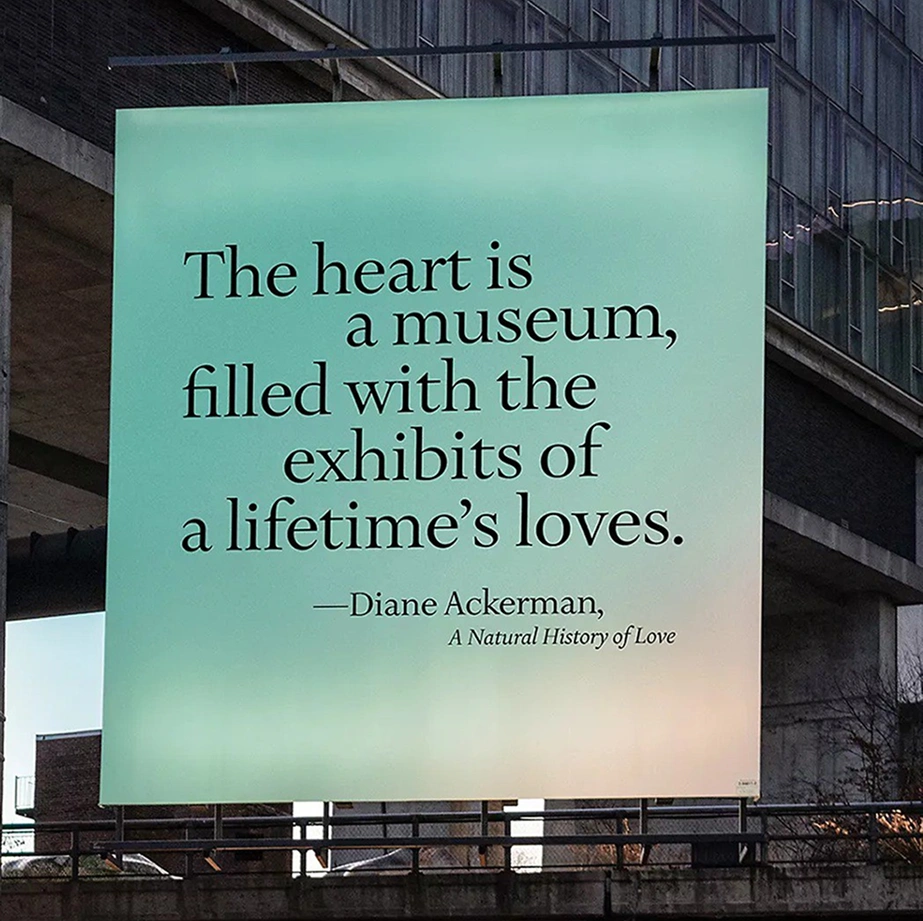 The heart is
a museum,
filled with the
exhibits of
a lifetime’s loves.
—Diane Ackerman,
A Natural History of Love